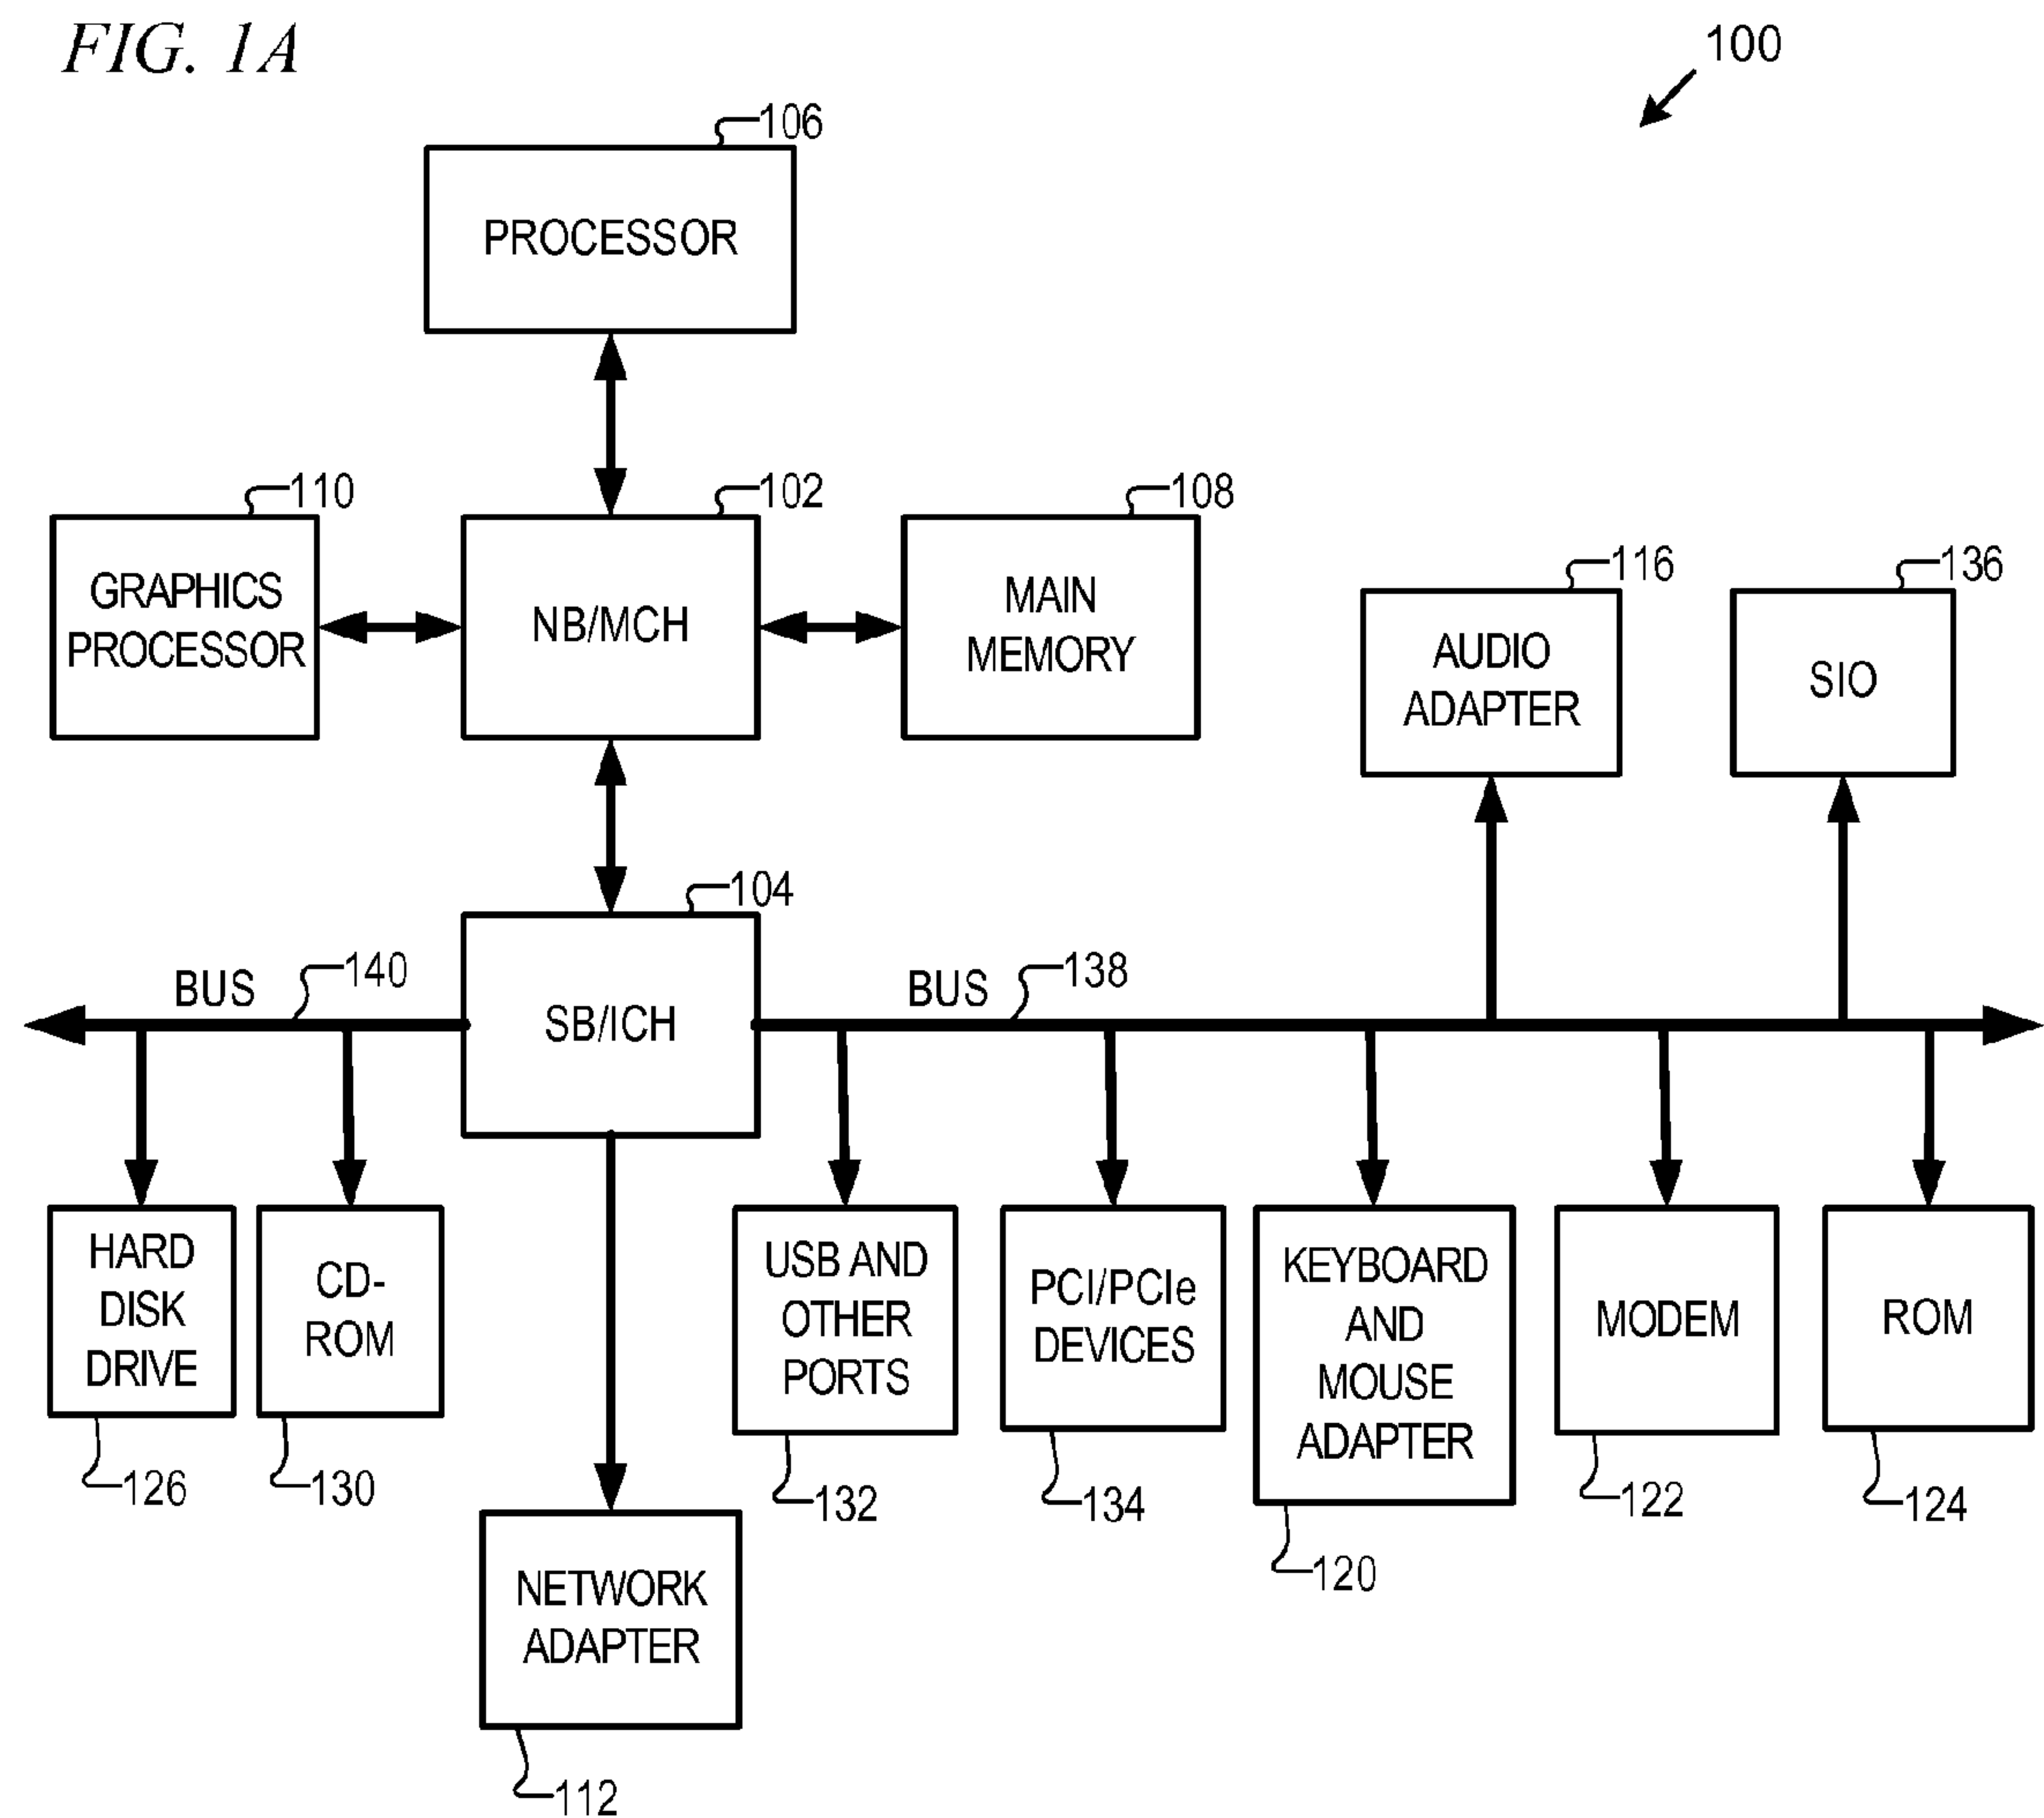 FIG. 1A
100
106
PROCESSOR
110
102
108
GRAPHICS
PROCESSOR
NB/MCH
MAIN
MEMORY
116
136
AUDIO
ADAPTER
SIO
104
BUS
140
SB/ICH
BUS
138
HARD
DISK
DRIVE
CD-
ROM
USB AND
OTHER
PORTS
PCI/PCIe
DEVICES
KEYBOARD
AND
MOUSE
ADAPTER
MODEM
ROM
126
130
132
134
120
122
124
NETWORK
ADAPTER
112